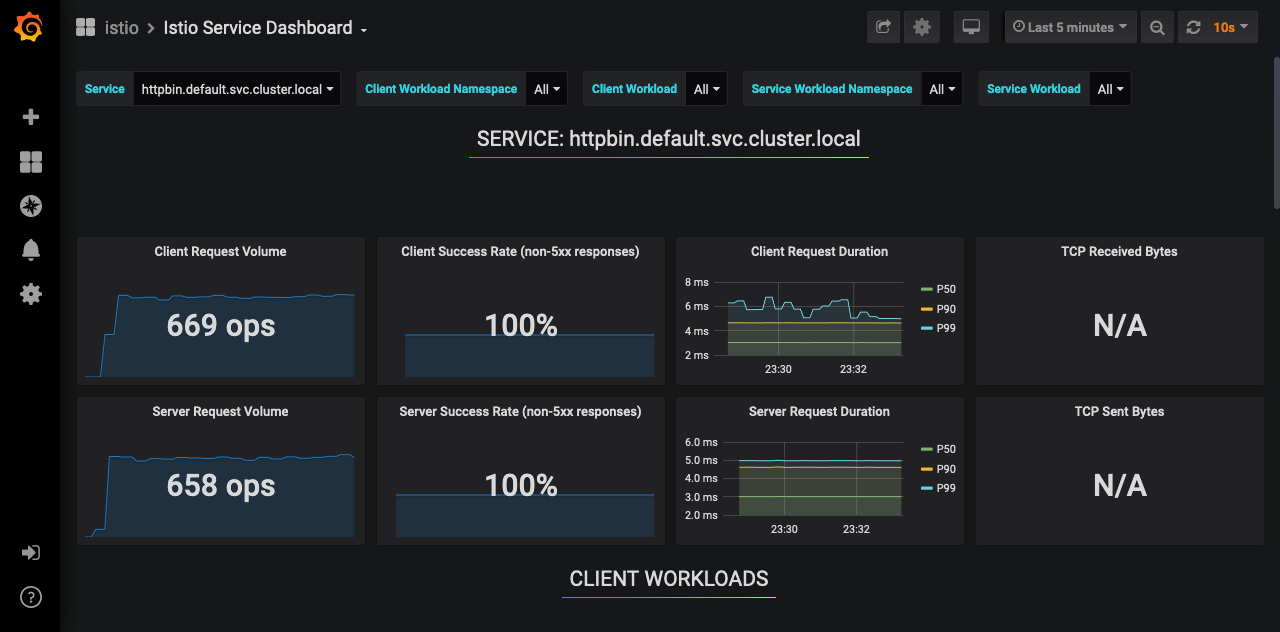 istio > Istio Service Dashboard
Last 5 minutes
10s
Service httpbin.default.svc.cluster.local
Client Workload Namespace All
Client Workload All
Service Workload Namespace All
Service Workload All
SERVICE: httpbin.default.svc.cluster.local
Client Request Volume
669 ops
Client Success Rate (non-5xx responses)
100%
Client Request Duration
8 ms
6 ms
4 ms
2 ms
23:30
23:32
P50
P90
P99
TCP Received Bytes
N/A
Server Request Volume
658 ops
Server Success Rate (non-5xx responses)
100%
Server Request Duration
6.0 ms
5.0 ms
4.0 ms
3.0 ms
2.0 ms
23:30
23:32
P50
P90
P99
TCP Sent Bytes
N/A
CLIENT WORKLOADS